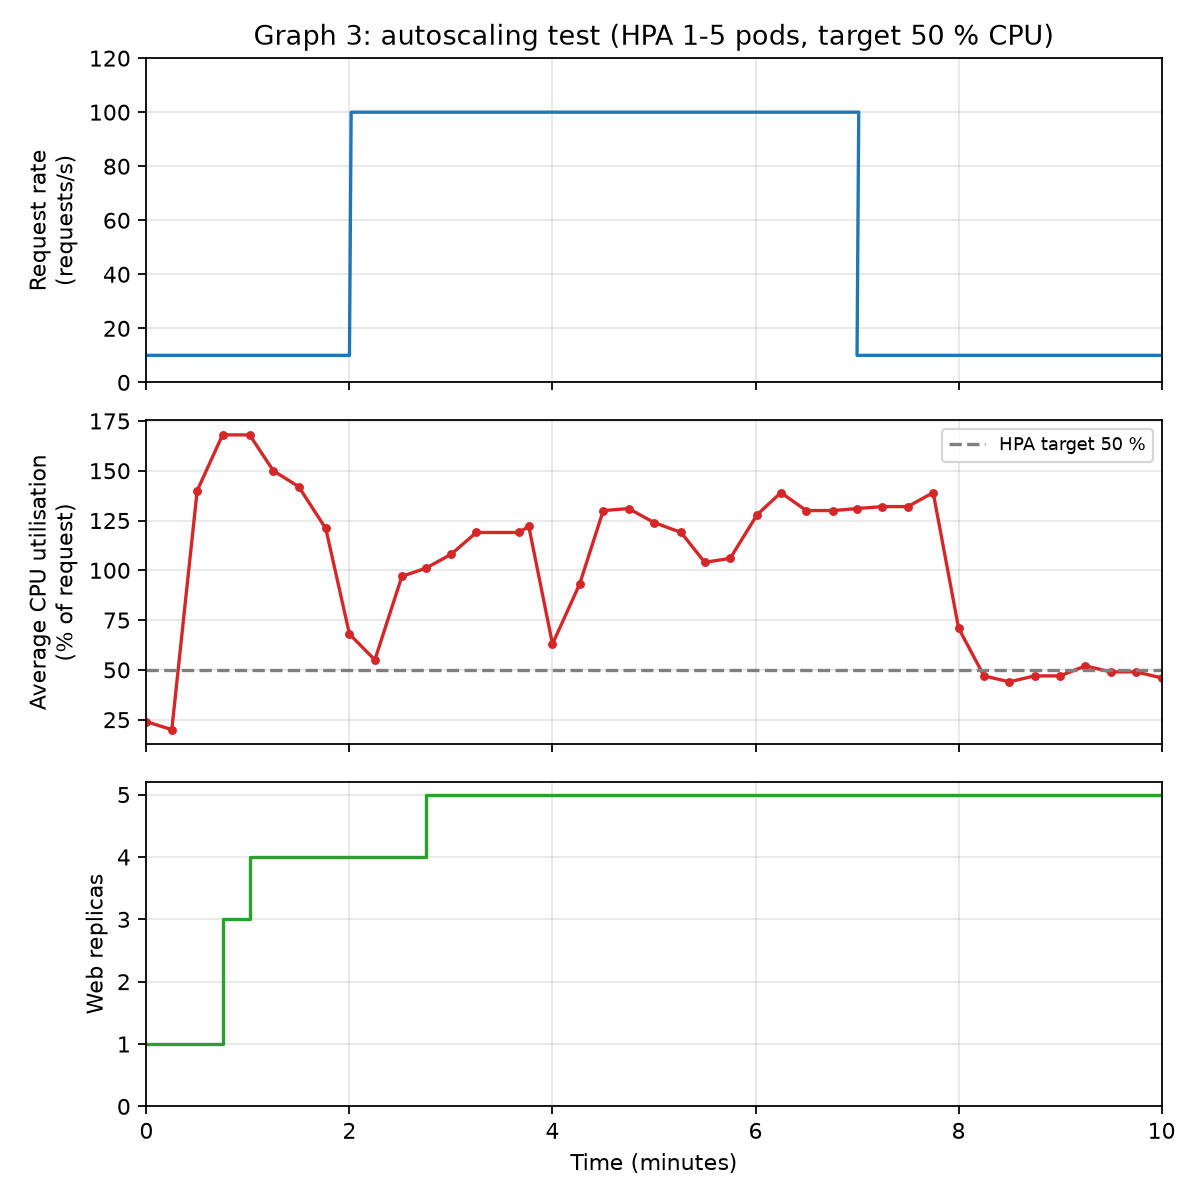 Graph 3: autoscaling test (HPA 1-5 pods, target 50 % CPU)
120
100
80
60
40
20
0
Request rate
(requests/s)
175
150
125
100
75
50
25
Average CPU utilisation
(% of request)
HPA target 50 %
5
4
3
2
1
0
Web replicas
0 2 4 6 8 10
Time (minutes)